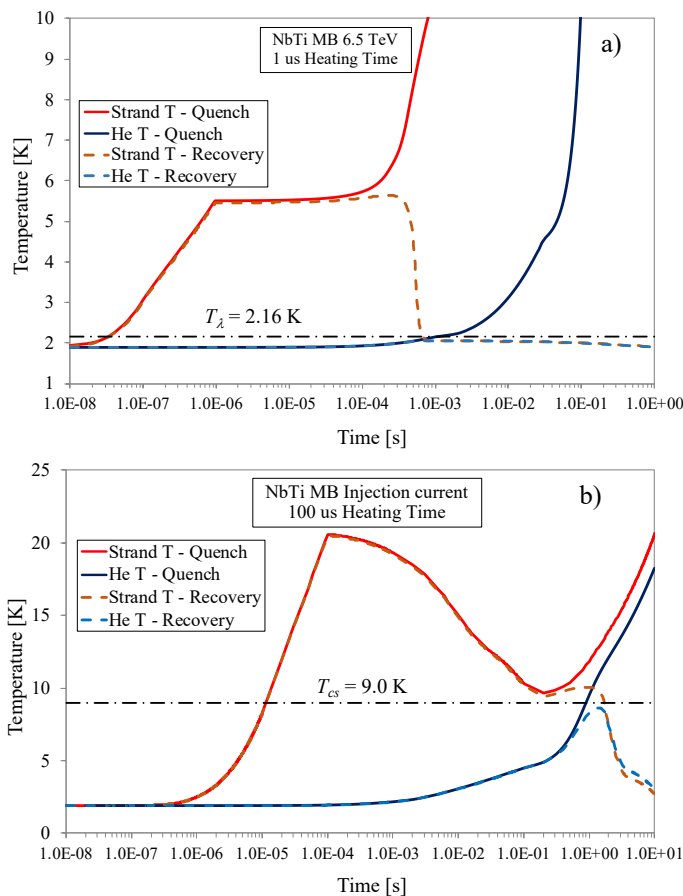 NbTi MB 6.5 TeV
1 us Heating Time
a)
Strand T - Quench
He T - Quench
Strand T - Recovery
He T - Recovery
Tλ = 2.16 K
Temperature [K]
10
9
8
7
6
5
4
3
2
1
1.0E-08 1.0E-07 1.0E-06 1.0E-05 1.0E-04 1.0E-03 1.0E-02 1.0E-01 1.0E+00
Time [s]
NbTi MB Injection current
100 us Heating Time
b)
Strand T - Quench
He T - Quench
Strand T - Recovery
He T - Recovery
Tcs = 9.0 K
Temperature [K]
25
20
15
10
5
0
1.0E-08 1.0E-07 1.0E-06 1.0E-05 1.0E-04 1.0E-03 1.0E-02 1.0E-01 1.0E+00 1.0E+01
Time [s]